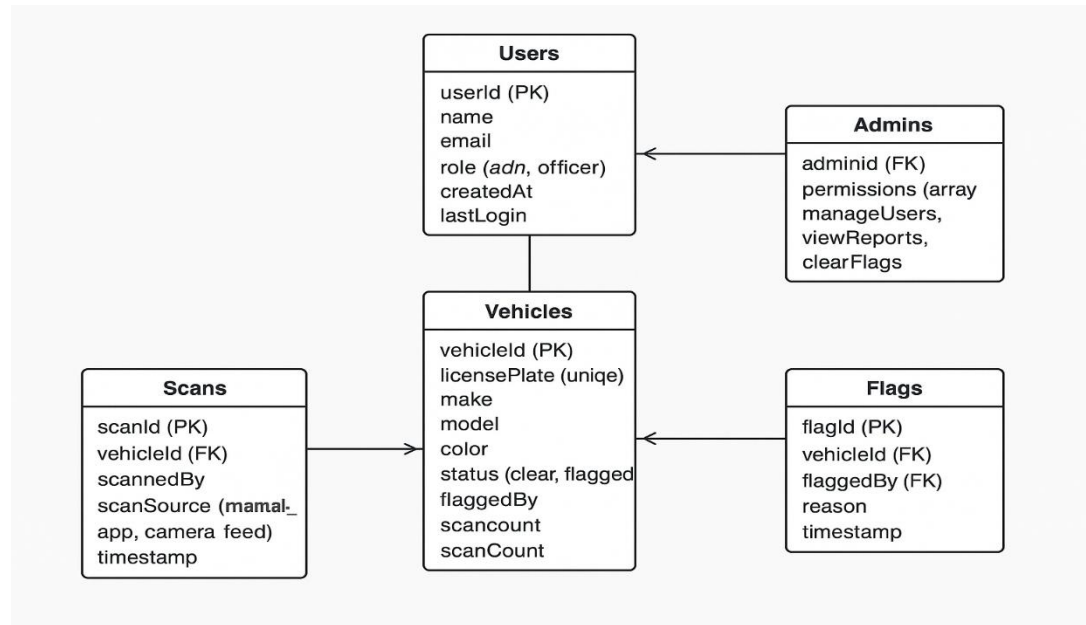 Users
userId (PK)
name
email
role (adn, officer)
createdAt
lastLogin
Admins
adminid (FK)
permissions (array
manageUsers,
viewReports,
clearFlags
Vehicles
vehicleId (PK)
licensePlate (uniqe)
make
model
color
status (clear, flagged
flaggedBy
scancount
scanCount
Scans
scanId (PK)
vehicleId (FK)
scannedBy
scanSource (mamal-_
app, camera feed)
timestamp
Flags
flagId (PK)
vehicleId (FK)
flaggedBy (FK)
reason
timestamp